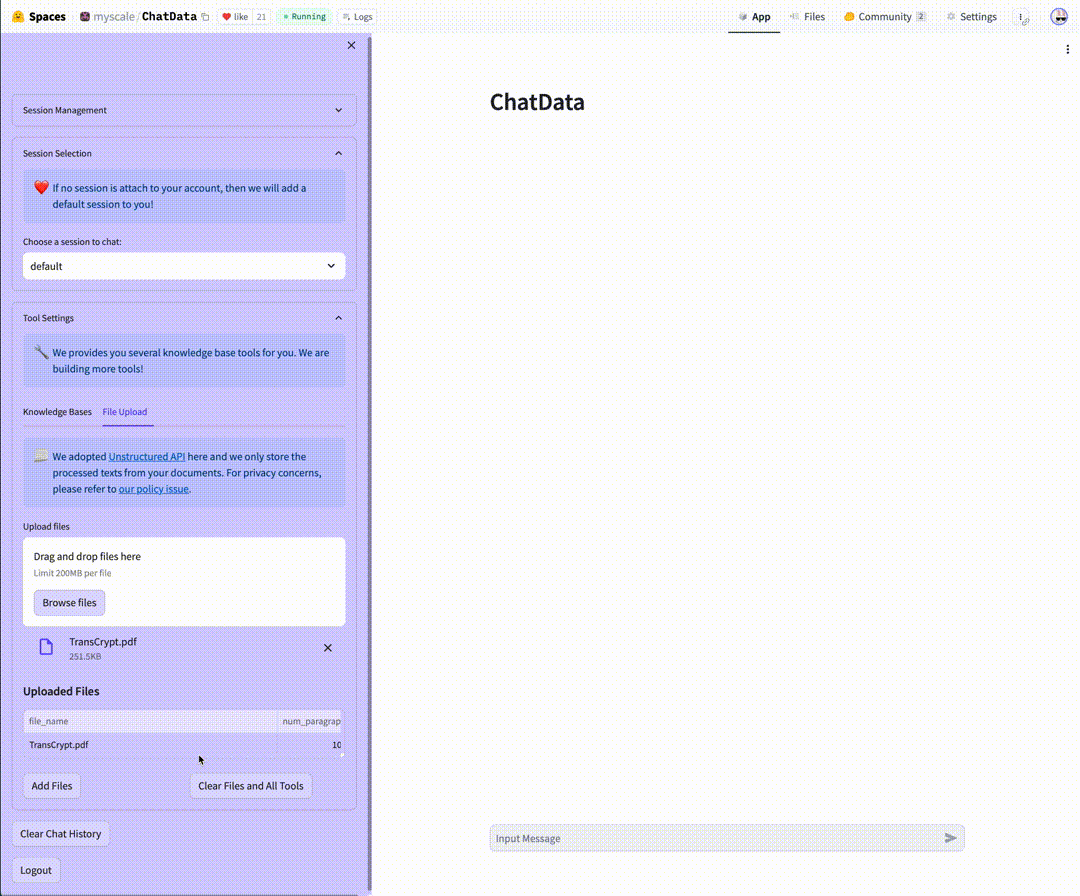 Spaces myscale / ChatData like 21 Running Logs App Files Community 2 Settings
Session Management
Session Selection
If no session is attach to your account, then we will add a
default session to you!
Choose a session to chat:
default
Tool Settings
We provides you several knowledge base tools for you. We are
building more tools!
Knowledge Bases File Upload
We adopted Unstructured API here and we only store the
processed texts from your documents. For privacy concerns,
please refer to our policy issue.
Upload files
Drag and drop files here
Limit 200MB per file
Browse files
TransCrypt.pdf
251.5KB
Uploaded Files
file_name num_paragrap
TransCrypt.pdf 10
Add Files Clear Files and All Tools
Clear Chat History
Logout
ChatData
Input Message